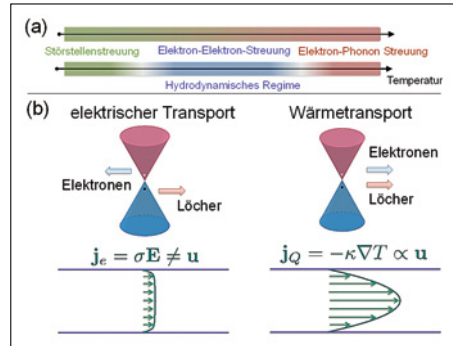 (a)
Störstellenstreuung Elektron-Elektron-Streuung Elektron-Phonon Streuung
Temperatur
Hydrodynamisches Regime
(b) elektrischer Transport Wärmetransport
Elektronen
Elektronen
Löcher
Löcher
j_e = σE ≠ u j_Q = −κ∇T ∝ u